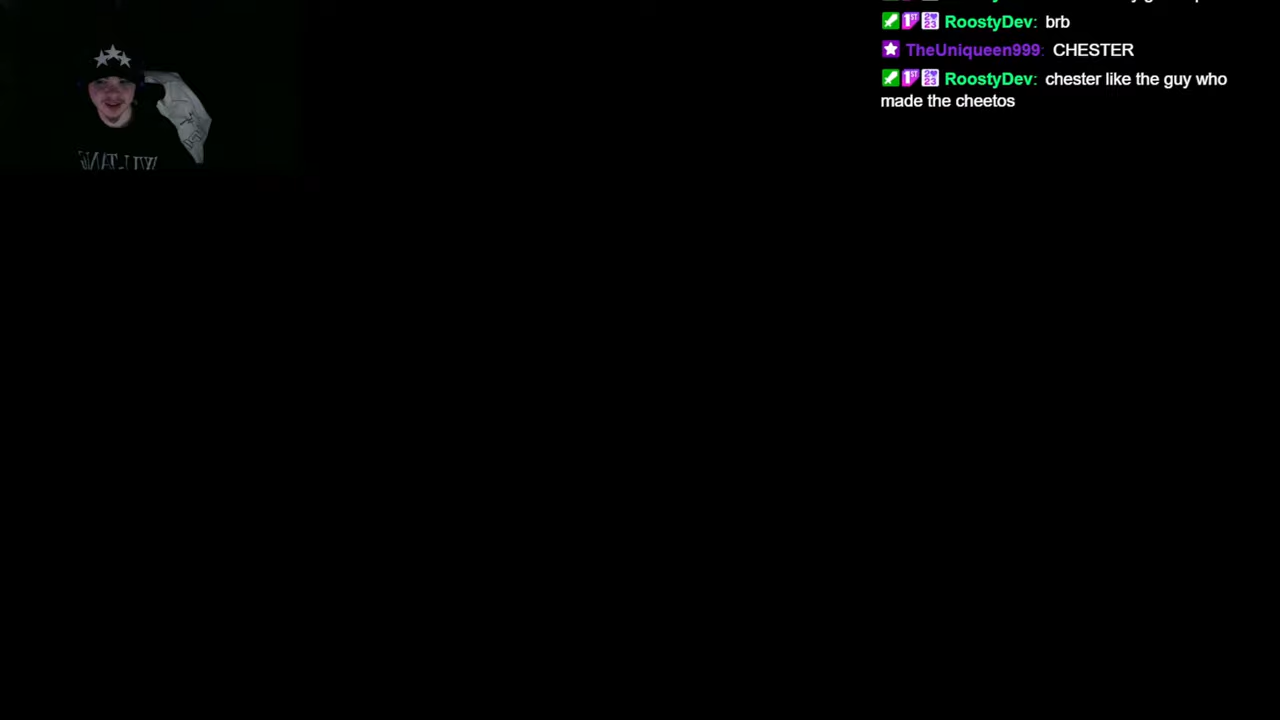 RoostyDev: brb
TheUniqueen999: CHESTER
RoostyDev: chester like the guy who
made the cheetos